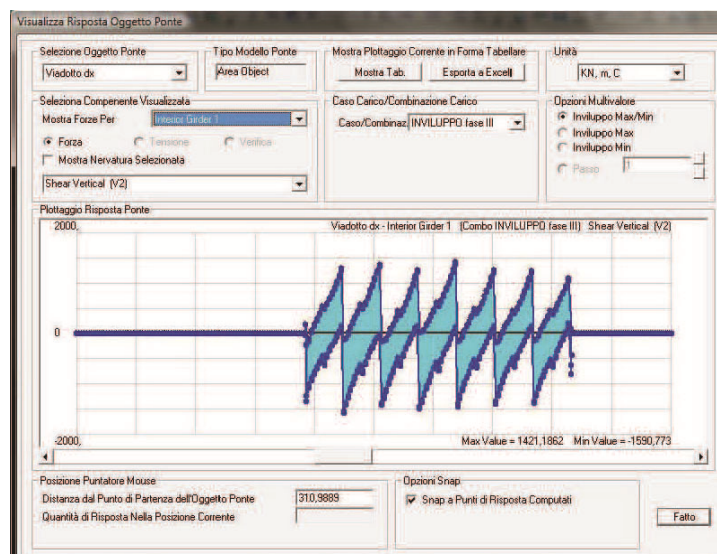 Visualizza Risposta Oggetto Ponte
Selezione Oggetto Ponte
Viadotto dx
Tipo Modello Ponte
Area Object
Mostra Plottaggio Corrente in Forma Tabellare
Mostra Tab.
Esporta a Excell
Unità
KN, m, C
Seleziona Compenente Visualizzata
Mostra Forze Per
Interior Girder 1
Forza
Tensione
Verifica
Mostra Nervatura Selezionata
Shear Vertical (V2)
Caso Carico/Combinazione Carico
Caso/Combinaz
INVILUPPO fase III
Opzioni Multivalore
Inviluppo Max/Min
Inviluppo Max
Inviluppo Min
Passo
1
Plottaggio Risposta Ponte
2000,
Viadotto dx - Interior Girder 1 (Combo INVILUPPO fase III) Shear Vertical (V2)
0
-2000,
Max Value = 1421,1862 Min Value = -1590,773
Posizione Puntatore Mouse
Distanza dal Punto di Partenza dell'Oggetto Ponte
310,9889
Quantità di Risposta Nella Posizione Corrente
Opzioni Snap
Snap a Punti di Risposta Computati
Fatto